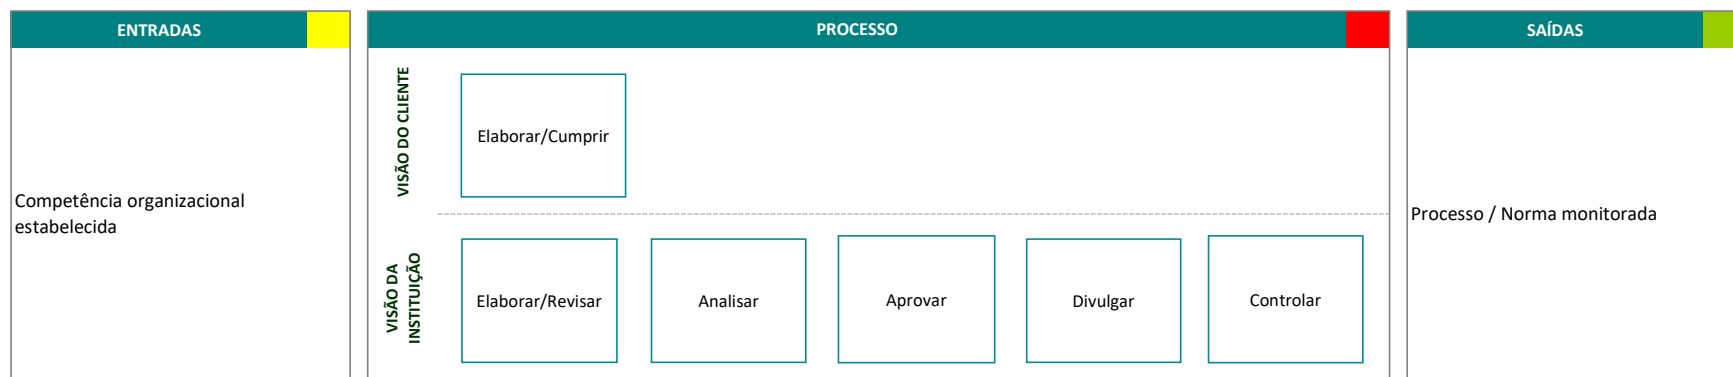 ENTRADAS
PROCESSO
SAÍDAS
Competência organizacional
estabelecida
VISÃO DO CLIENTE
Elaborar/Cumprir
VISÃO DA
INSTITUIÇÃO
Elaborar/Revisar
Analisar
Aprovar
Divulgar
Controlar
Processo / Norma monitorada